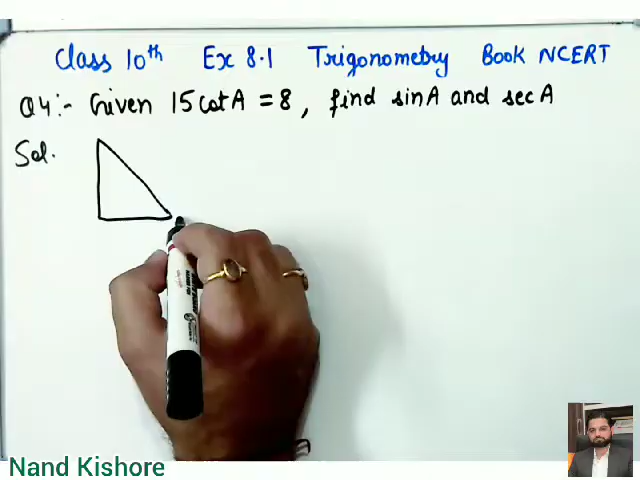 Class 10th Ex 8.1 Trigonometry Book NCERT
Q4:- Given 15 cot A = 8, find sin A and sec A
Sol.
Nand Kishore